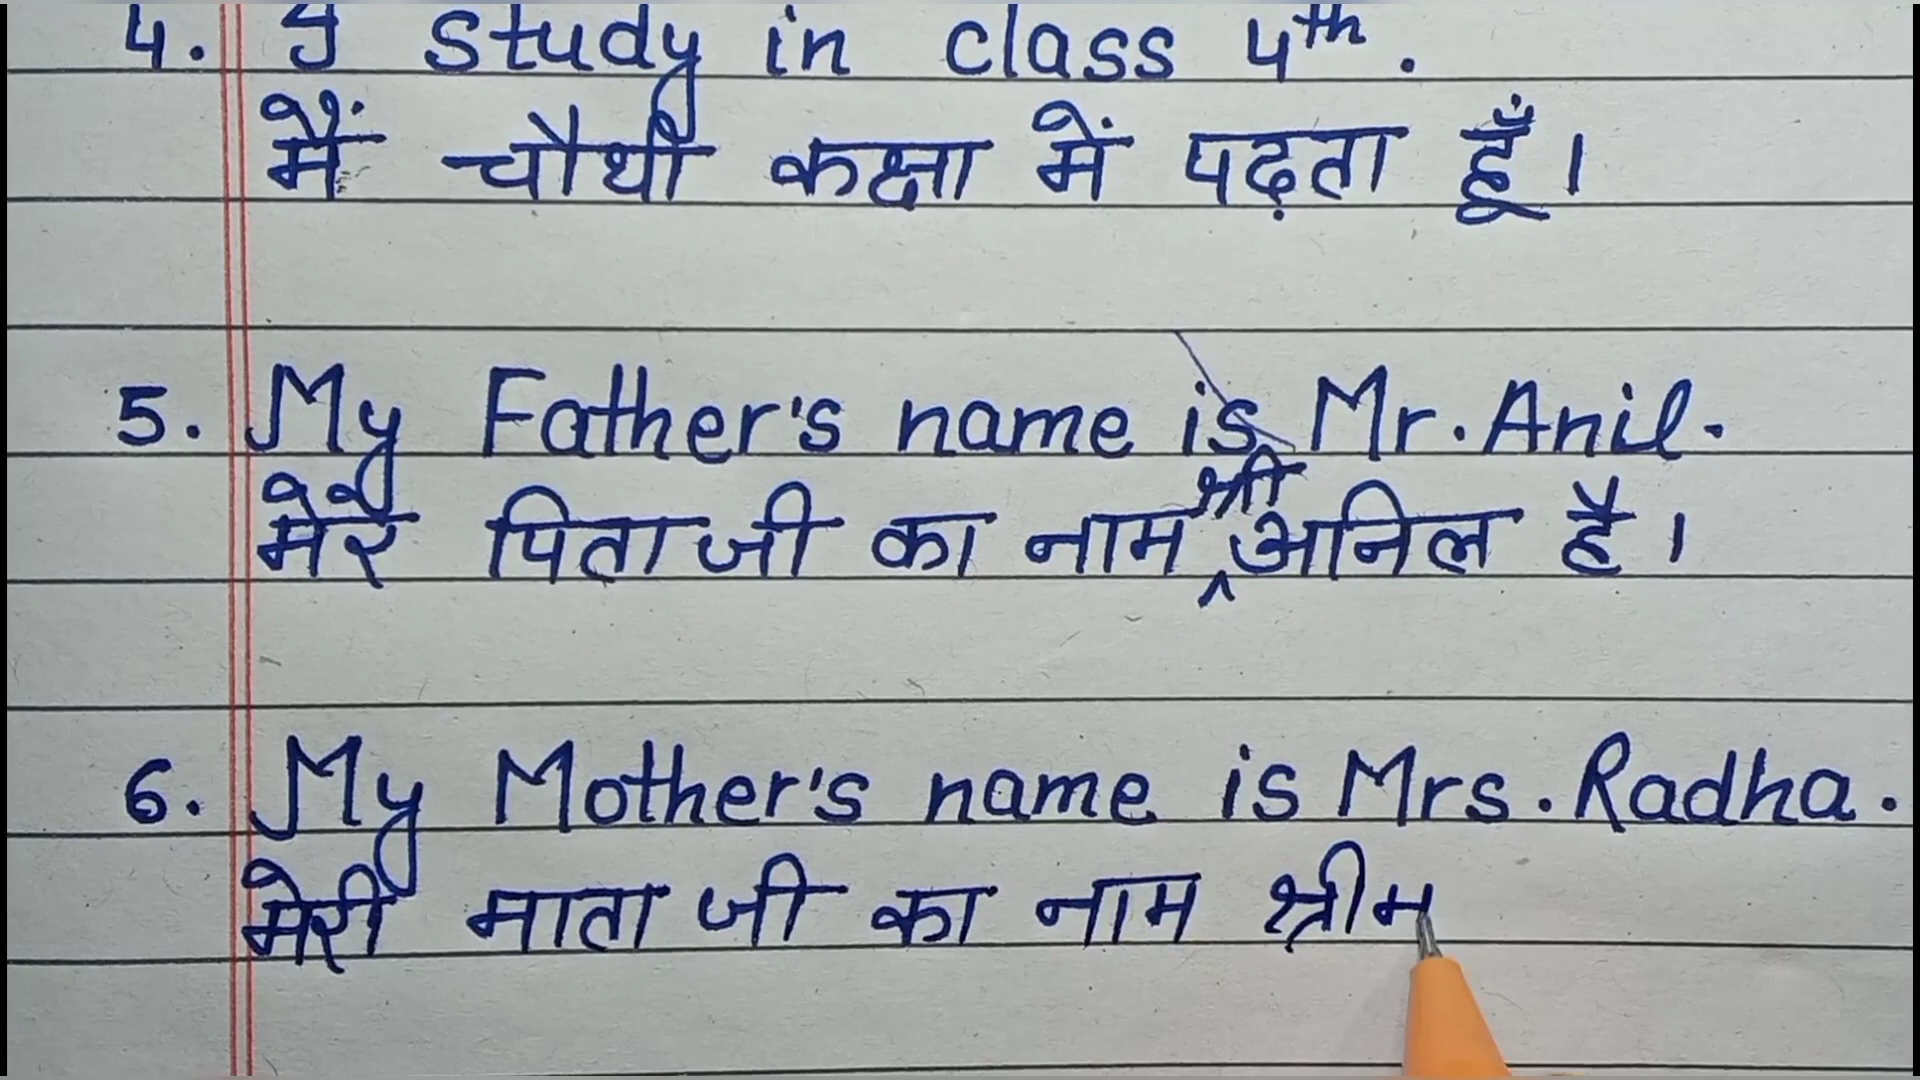 4. I study in class 4th.
मैं चौथी कक्षा में पढ़ता हूँ।
5. My Father's name is Mr. Anil.
मेरे पिता जी का नाम श्री अनिल है।
6. My Mother's name is Mrs. Radha.
मेरी माता जी का नाम श्रीम